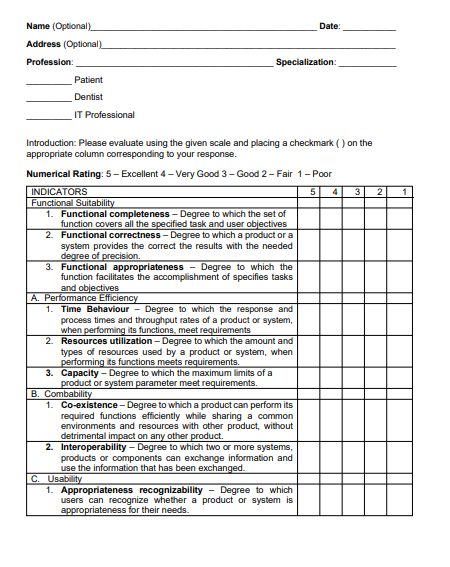 Name (Optional)_______________________________________________ Date: ___________
Address (Optional)_____________________________________________________________
Profession: _________________________________________ Specialization: ____________
_________ Patient
_________ Dentist
_________ IT Professional
Introduction: Please evaluate using the given scale and placing a checkmark ( ) on the
appropriate column corresponding to your response.
Numerical Rating: 5 – Excellent 4 – Very Good 3 – Good 2 – Fair 1 – Poor
INDICATORS 5 4 3 2 1
Functional Suitability
1. Functional completeness – Degree to which the set of
function covers all the specified task and user objectives
2. Functional correctness – Degree to which a product or a
system provides the correct the results with the needed
degree of precision.
3. Functional appropriateness – Degree to which the
function facilitates the accomplishment of specifies tasks
and objectives
A. Performance Efficiency
1. Time Behaviour – Degree to which the response and
process times and throughput rates of a product or system,
when performing its functions, meet requirements
2. Resources utilization – Degree to which the amount and
types of resources used by a product or system, when
performing its functions meets requirements.
3. Capacity – Degree to which the maximum limits of a
product or system parameter meet requirements.
B. Combability
1. Co-existence – Degree to which a product can perform its
required functions efficiently while sharing a common
environments and resources with other product, without
detrimental impact on any other product.
2. Interoperability – Degree to which two or more systems,
products or components can exchange information and
use the information that has been exchanged.
C. Usability
1. Appropriateness recognizability – Degree to which
users can recognize whether a product or system is
appropriateness for their needs.